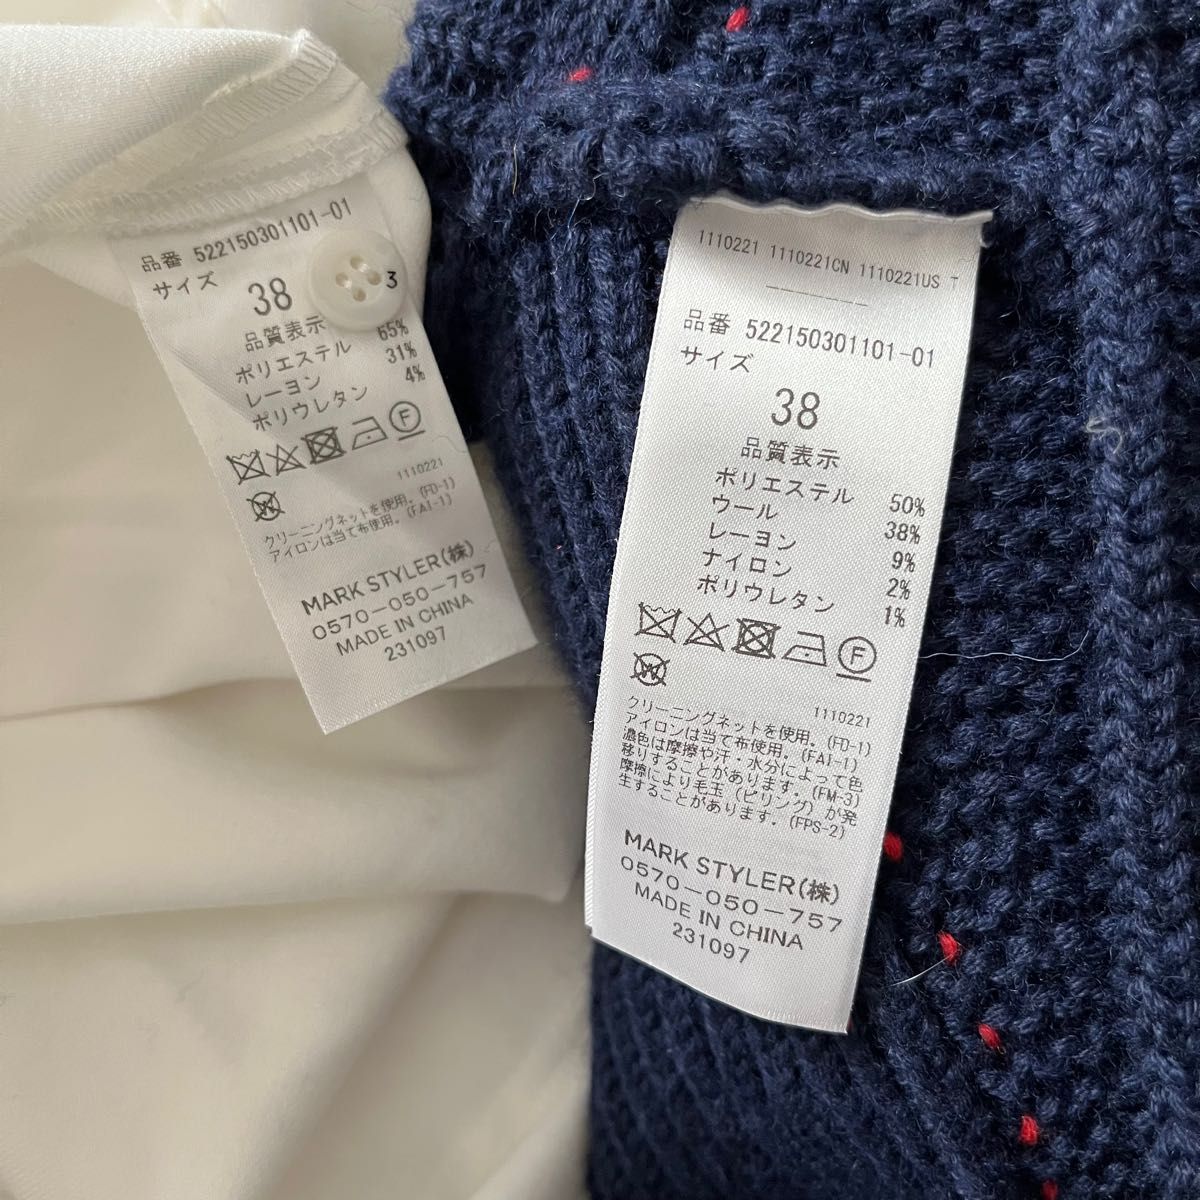 品番 522150301101-01
サイズ
38
3
品質表示
ポリエステル 65%
レーヨン 31%
ポリウレタン 4%
F
W
1110221
クリーニングネットを使用。(FD-1)
アイロンは当て布使用。(FAI-1)
MARK STYLER(株)
0570-050-757
MADE IN CHINA
231097
1110221 1110221CN 1110221US T
--------
品番 522150301101-01
サイズ
38
品質表示
ポリエステル 50%
ウール 38%
レーヨン 9%
ナイロン 2%
ポリウレタン 1%
F
W
1110221
クリーニングネットを使用。(FD-1)
アイロンは当て布使用。(FAI-1)
濃色は摩擦や汗・水分によって色
移りすることがあります。(FM-3)
摩擦により毛玉(ピリング)が発
生することがあります。(FPS-2)
MARK STYLER(株)
0570-050-757
MADE IN CHINA
231097